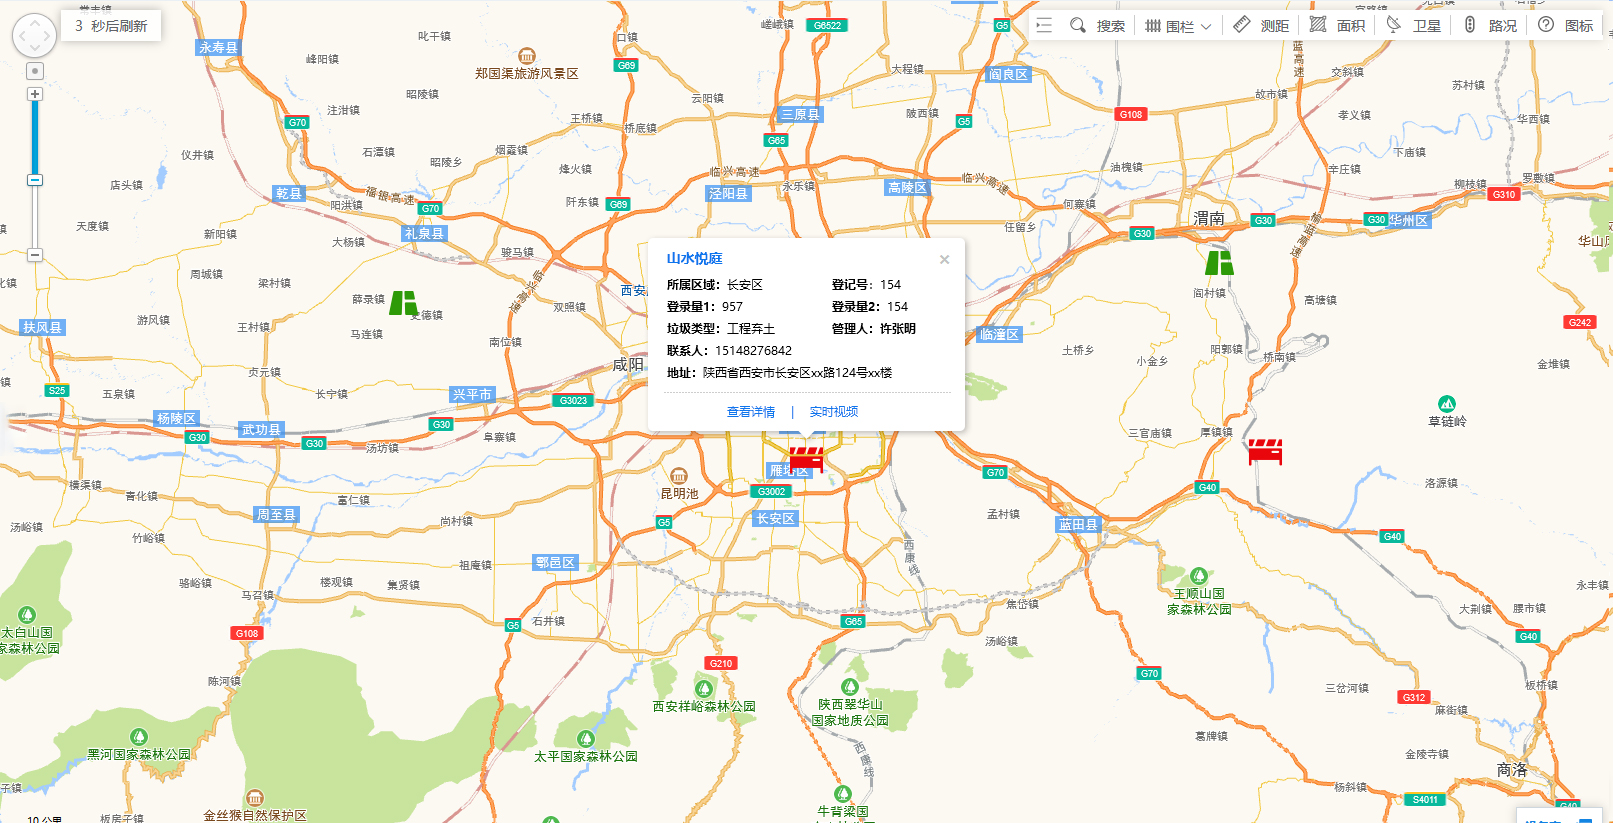 3 秒后刷新
搜索
围栏
测距
面积
卫星
路况
图标
永寿县
叱干镇
口镇
嵯峨镇
G6522
G5
阎良区
交斜镇
苏村镇
郑国渠旅游风景区
G69
大程镇
峰阳镇
昭陵镇
云阳镇
三原县
陂西镇
G5
G108
故市镇
孝义镇
华西镇
注泔镇
G70
王桥镇
桥底镇
G65
仪井镇
石潭镇
昭陵乡
烟霞镇
烽火镇
临兴高速
油槐镇
下庙镇
辛庄镇
店头镇
乾县
福银高速
阳洪镇
G70
阡东镇
G69
泾阳县
永乐镇
高陵区
临兴高速
何寨镇
柳枝镇
G310
罗敷镇
天度镇
新阳镇
大杨镇
礼泉县
任留乡
G30
渭南
G30
G30
华州区
骏马镇
周城镇
梁村镇
薛录镇
史德镇
临兴高速
双照镇
阎村镇
高塘镇
扶风县
游风镇
王村镇
马连镇
南位镇
临潼区
土桥乡
小金乡
阳郭镇
桥南镇
G242
金堆镇
山水悦庭
所属区域：长安区
登记号：154
登录量1：957
登录量2：154
垃圾类型：工程弃土
管理人：许张明
联系人：15148276842
地址：陕西省西安市长安区xx路124号xx楼
查看详情 | 实时视频
咸阳
贞元镇
S25
五泉镇
长宁镇
兴平市
G3023
杨陵区
G30
武功县
G30
汤坊镇
G30
阜寨镇
三官庙镇
厚镇镇
草链岭
横渠镇
青化镇
富仁镇
昆明池
雁塔区
G3002
G70
G40
洛源镇
汤峪镇
竹峪镇
周至县
尚村镇
G5
长安区
孟村镇
蓝田县
G40
骆峪镇
楼观镇
集贤镇
祖庵镇
鄠邑区
西康线
王顺山国
家森林公园
永丰镇
马召镇
焦岱镇
大荆镇
腰市镇
太白山国
家森林公园
G108
G5
石井镇
G65
汤峪镇
G40
G210
G70
陈河镇
西安祥峪森林公园
陕西翠华山
国家地质公园
三岔河镇
G312
麻街镇
板桥镇
黑河国家森林公园
太平国家森林公园
西康线
葛牌镇
金陵寺镇
商洛
杨斜镇
S4011
金丝猴自然保护区
牛背梁国
10 公里
板房子镇